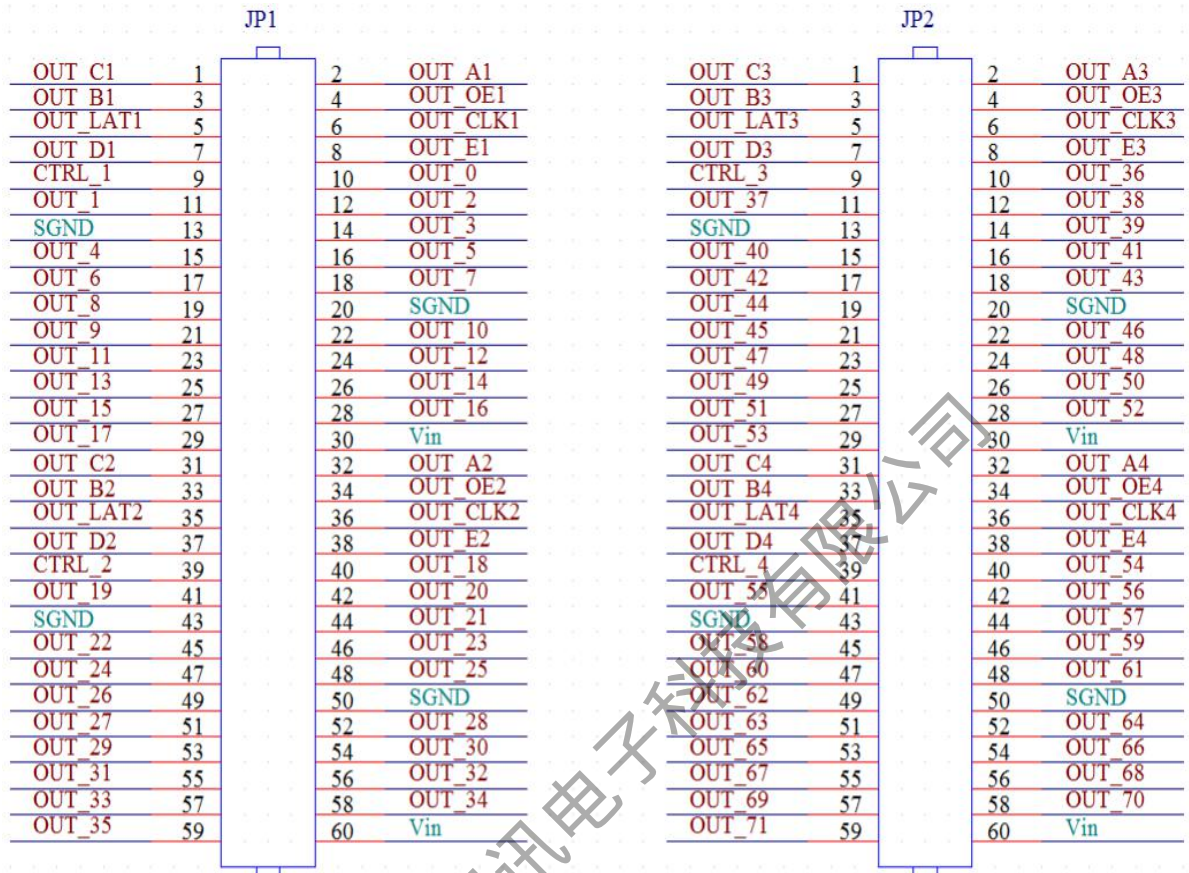 JP1 JP2
OUT_C1 1 2 OUT_A1 OUT_C3 1 2 OUT_A3
OUT_B1 3 4 OUT_OE1 OUT_B3 3 4 OUT_OE3
OUT_LAT1 5 6 OUT_CLK1 OUT_LAT3 5 6 OUT_CLK3
OUT_D1 7 8 OUT_E1 OUT_D3 7 8 OUT_E3
CTRL_1 9 10 OUT_0 CTRL_3 9 10 OUT_36
OUT_1 11 12 OUT_2 OUT_37 11 12 OUT_38
SGND 13 14 OUT_3 SGND 13 14 OUT_39
OUT_4 15 16 OUT_5 OUT_40 15 16 OUT_41
OUT_6 17 18 OUT_7 OUT_42 17 18 OUT_43
OUT_8 19 20 SGND OUT_44 19 20 SGND
OUT_9 21 22 OUT_10 OUT_45 21 22 OUT_46
OUT_11 23 24 OUT_12 OUT_47 23 24 OUT_48
OUT_13 25 26 OUT_14 OUT_49 25 26 OUT_50
OUT_15 27 28 OUT_16 OUT_51 27 28 OUT_52
OUT_17 29 30 Vin OUT_53 29 30 Vin
OUT_C2 31 32 OUT_A2 OUT_C4 31 32 OUT_A4
OUT_B2 33 34 OUT_OE2 OUT_B4 33 34 OUT_OE4
OUT_LAT2 35 36 OUT_CLK2 OUT_LAT4 35 36 OUT_CLK4
OUT_D2 37 38 OUT_E2 OUT_D4 37 38 OUT_E4
CTRL_2 39 40 OUT_18 CTRL_4 39 40 OUT_54
OUT_19 41 42 OUT_20 OUT_55 41 42 OUT_56
SGND 43 44 OUT_21 SGND 43 44 OUT_57
OUT_22 45 46 OUT_23 OUT_58 45 46 OUT_59
OUT_24 47 48 OUT_25 OUT_60 47 48 OUT_61
OUT_26 49 50 SGND OUT_62 49 50 SGND
OUT_27 51 52 OUT_28 OUT_63 51 52 OUT_64
OUT_29 53 54 OUT_30 OUT_65 53 54 OUT_66
OUT_31 55 56 OUT_32 OUT_67 55 56 OUT_68
OUT_33 57 58 OUT_34 OUT_69 57 58 OUT_70
OUT_35 59 60 Vin OUT_71 59 60 Vin
讯电子科技有限公司